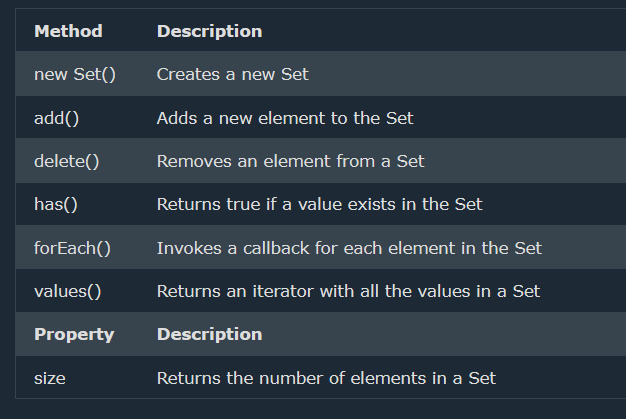 Method Description
new Set() Creates a new Set
add() Adds a new element to the Set
delete() Removes an element from a Set
has() Returns true if a value exists in the Set
forEach() Invokes a callback for each element in the Set
values() Returns an iterator with all the values in a Set
Property Description
size Returns the number of elements in a Set